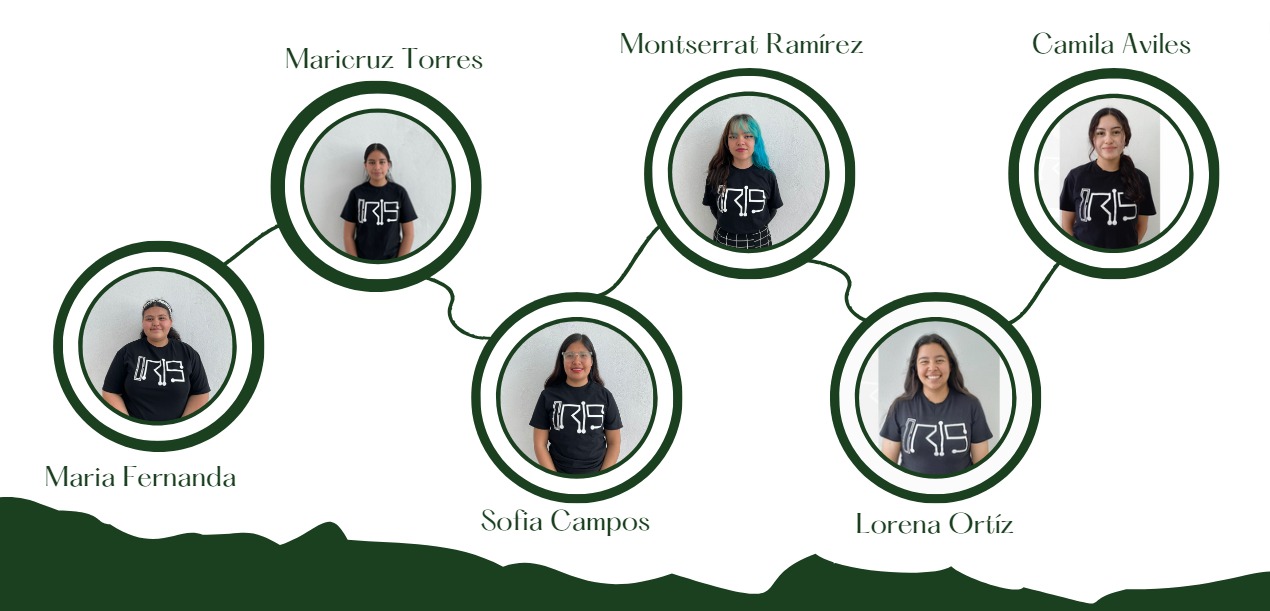 Maricruz Torres
Montserrat Ramírez
Camila Aviles
IRIS
IRIS
IRIS
IRIS
IRIS
IRIS
Maria Fernanda
Sofia Campos
Lorena Ortíz